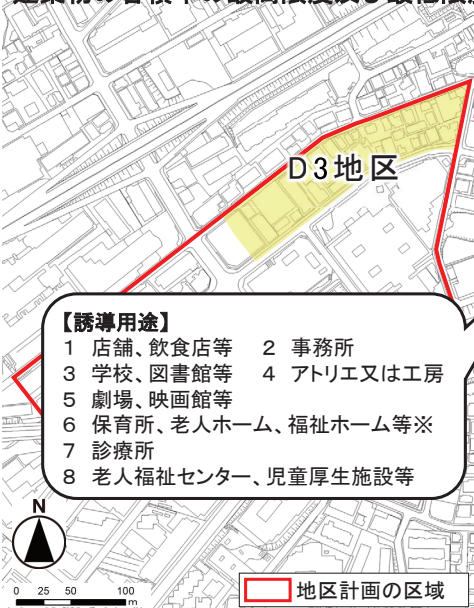 D3地区
【誘導用途】
1 店舗、飲食店等 2 事務所
3 学校、図書館等 4 アトリエ又は工房
5 劇場、映画館等
6 保育所、老人ホーム、福祉ホーム等※
7 診療所
8 老人福祉センター、児童厚生施設等
N
0 25 50 100
m
地区計画の区域